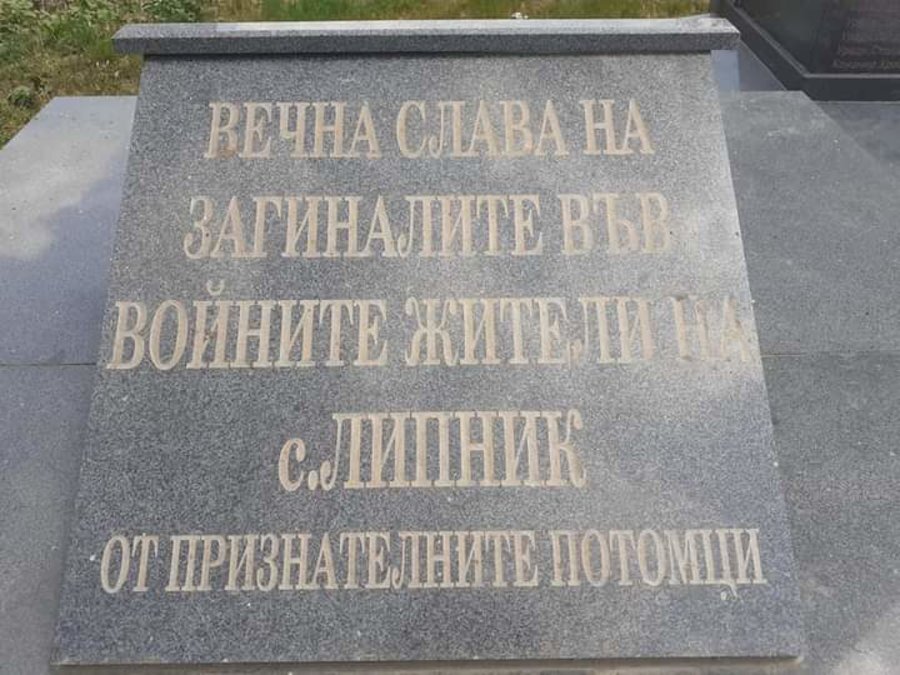 ВЕЧНА СЛАВА НА
ЗАГИНАЛИТЕ ВЪВ
ВОЙНИТЕ ЖИТЕЛИ НА
с.ЛИПНИК
ОТ ПРИЗНАТЕЛНИТЕ ПОТОМЦИ